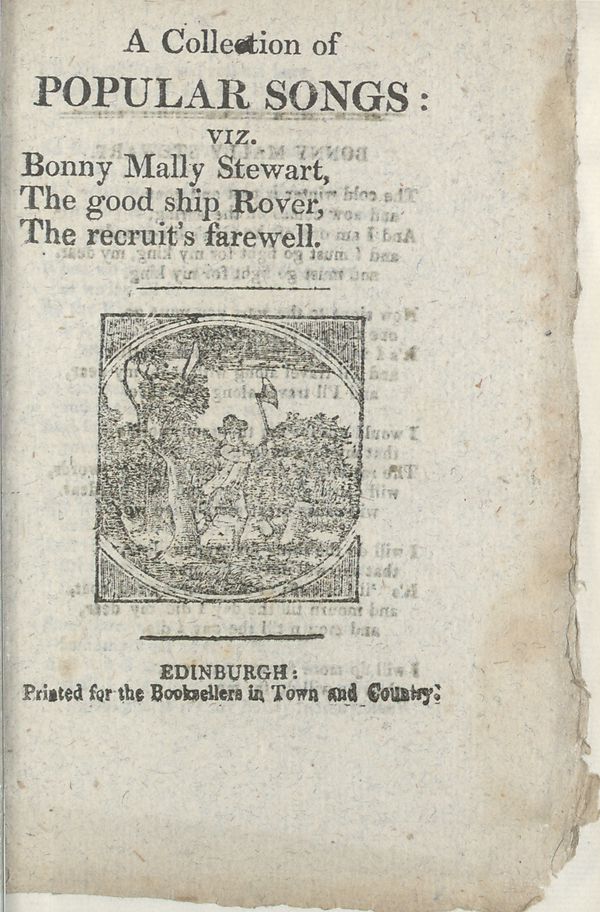 A Collection of
POPULAR SONGS:
VIZ.
Bonny Mally Stewart,
The good ship Rover,
The recruit's farewell.
EDINBURGH:
Printed for the Booksellers in Town and Country.